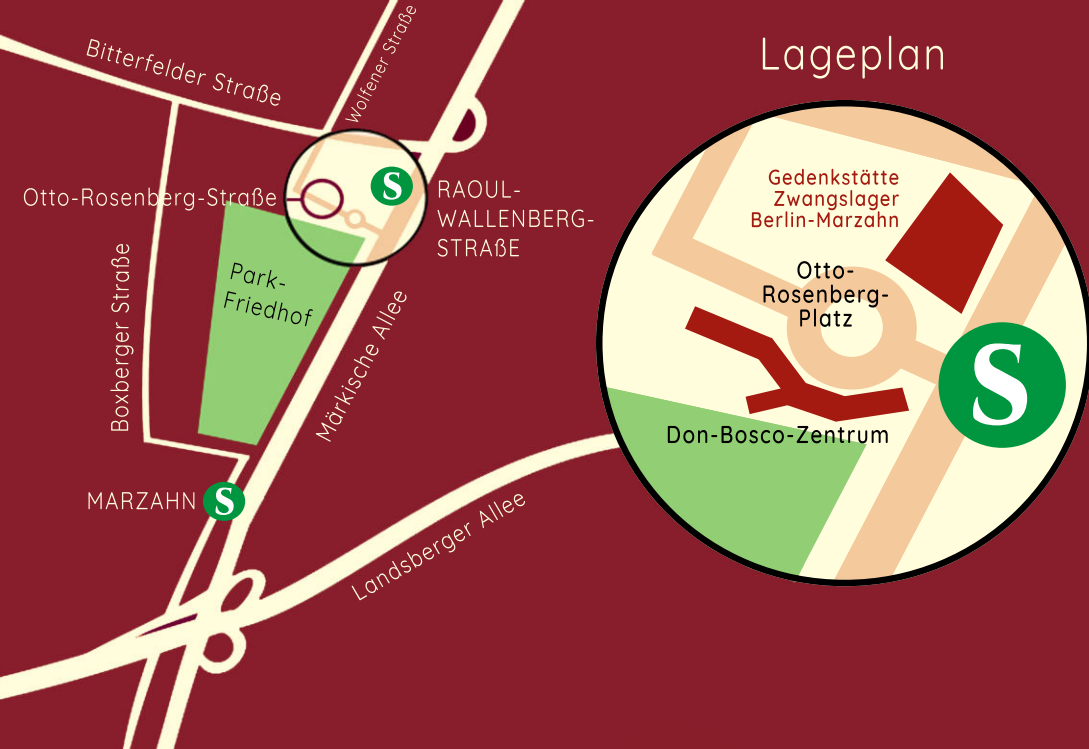 Lageplan
Bitterfelder Straße
Wolfener Straße
Otto-Rosenberg-Straße
S
RAOUL-
WALLENBERG-
STRAßE
Park-
Friedhof
Boxberger Straße
Märkische Allee
MARZAHN
S
Landsberger Allee
Gedenkstätte
Zwangslager
Berlin-Marzahn
Otto-
Rosenberg-
Platz
S
Don-Bosco-Zentrum